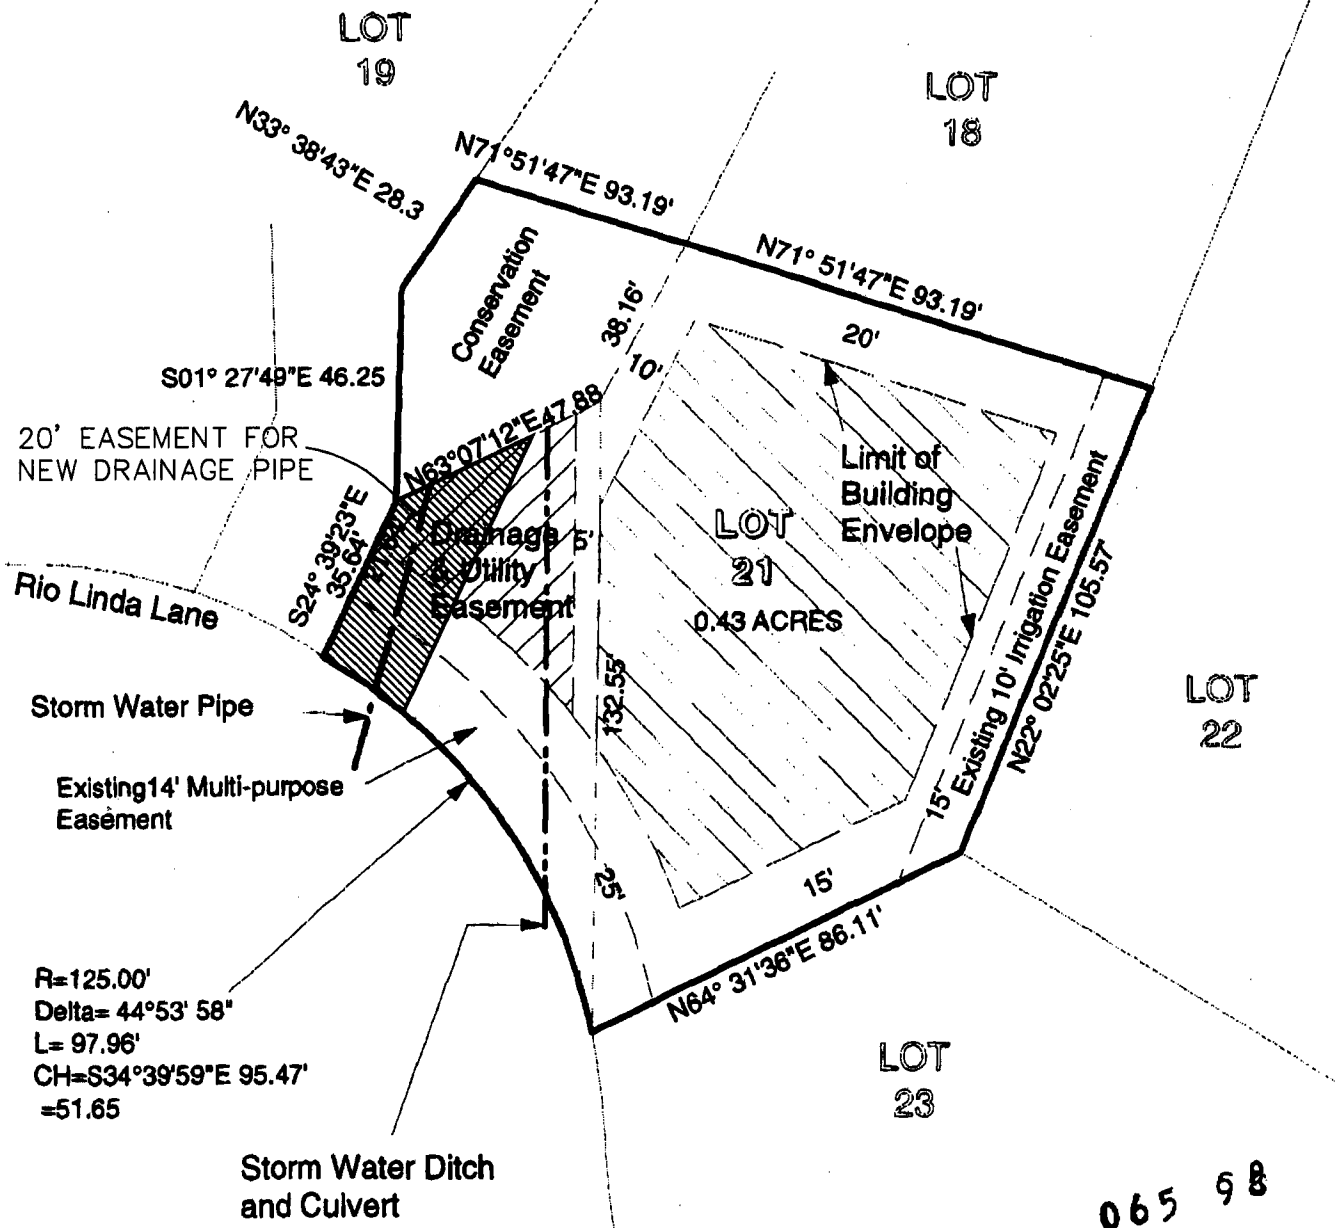 LOT
19
LOT
18
N33° 38'43"E 28.3
N71°51'47"E 93.19'
N71° 51'47"E 93.19'
Conservation
Easement
38.16'
10'
20'
S01° 27'49"E 46.25
20' EASEMENT FOR
NEW DRAINAGE PIPE
N63°07'12"E47.88
Limit of
Building
Envelope
LOT
21
0.43 ACRES
Drainage
& Utility
Easement
5'
S24° 39'23"E
35.64'
Rio Linda Lane
Existing 10' Irrigation Easement
N22° 02'25"E 105.57'
LOT
22
132.55'
Storm Water Pipe
Existing14' Multi-purpose
Easement
15'
15'
25'
N64° 31'36"E 86.11'
R=125.00'
Delta= 44°53' 58"
L= 97.96'
CH=S34°39'59"E 95.47'
=51.65
LOT
23
Storm Water Ditch
and Culvert
065 98